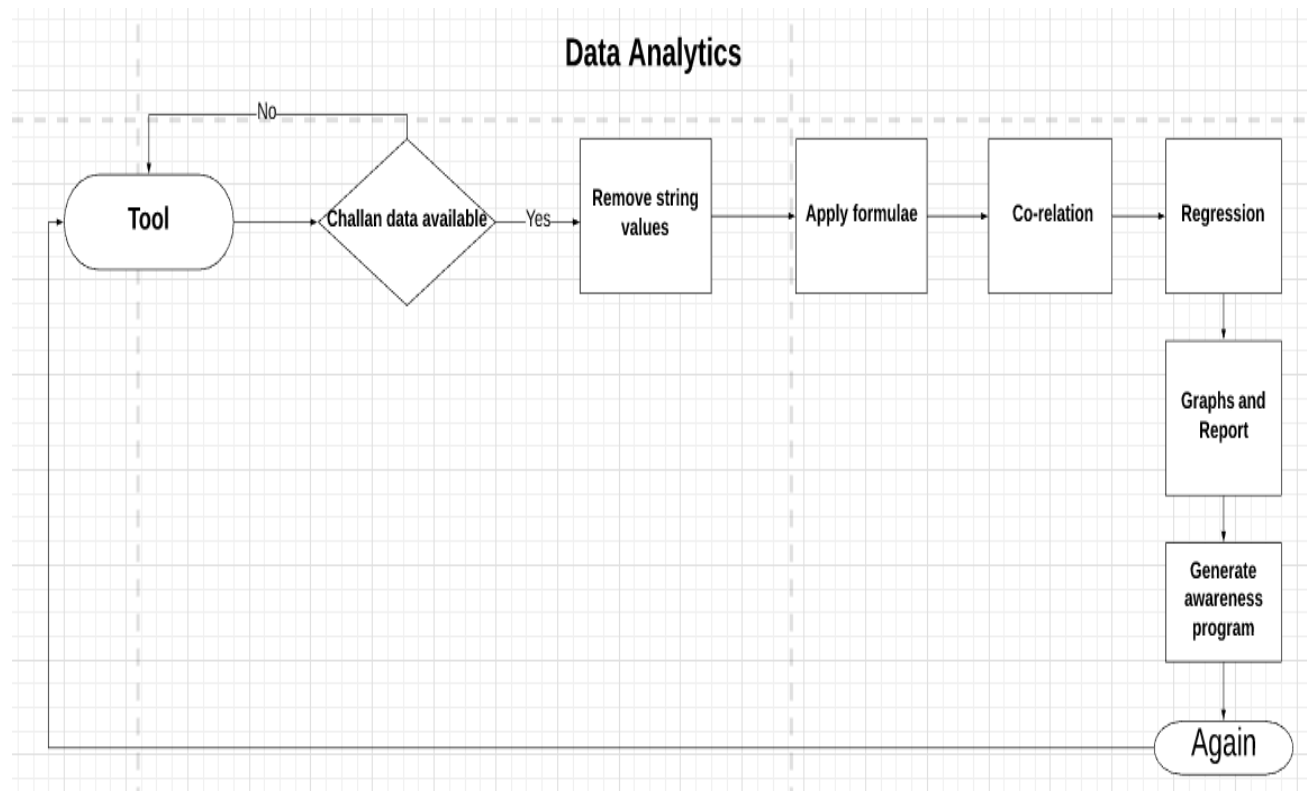 Data Analytics
No
Tool
Challan data available
Yes
Remove string
values
Apply formulae
Co-relation
Regression
Graphs and
Report
Generate
awareness
program
Again